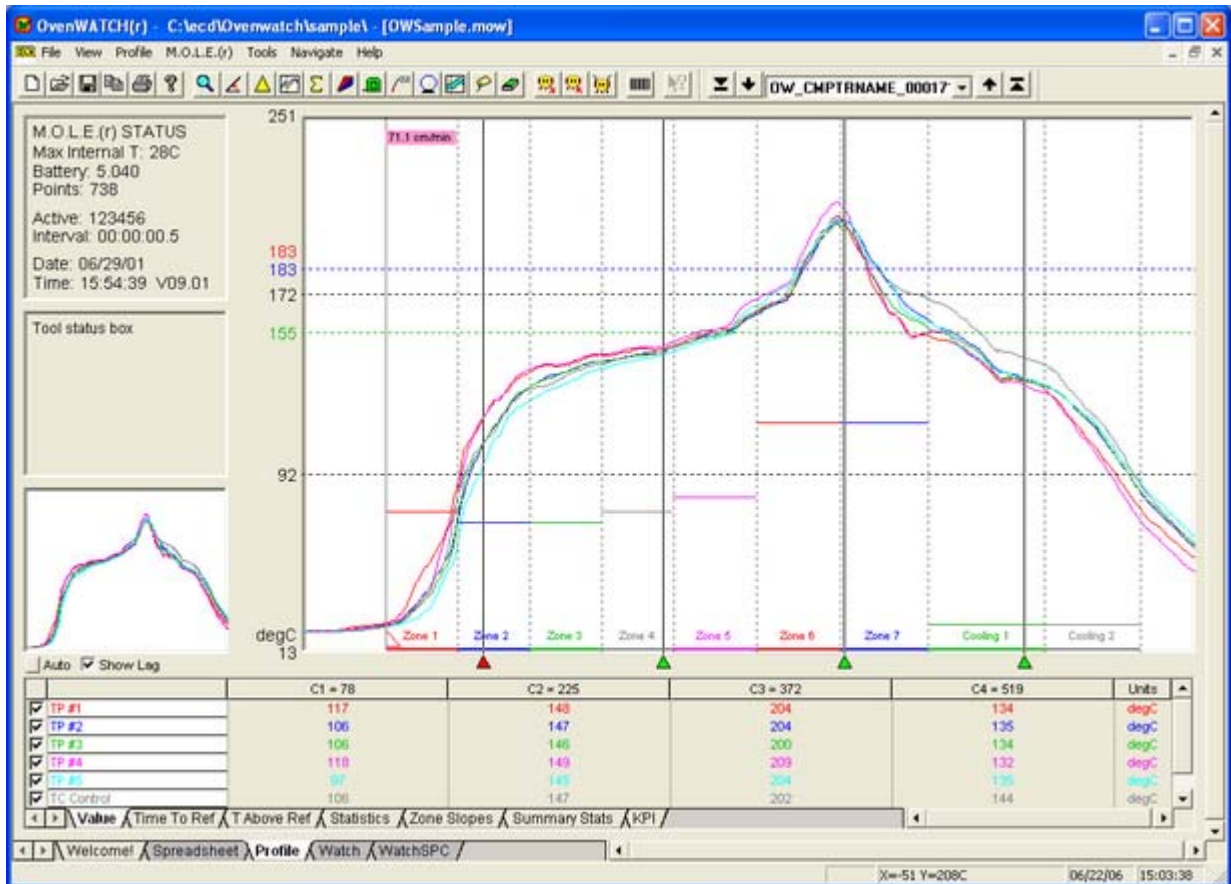 OvenWATCH(r) - C:\ecd\Ovenwatch\sample\ - [OWSample.mow]
File View Profile M.O.L.E.(r) Tools Navigate Help
OW_CMPTRNAME_00017
M.O.L.E.(r) STATUS
Max Internal T: 28C
Battery: 5.040
Points: 738
Active: 123456
Interval: 00:00:00.5
Date: 06/29/01
Time: 15:54:39 V09.01
Tool status box
Auto Show Lag
251
71.1 cm/min
183
183
172
155
92
degC
13
Zone 1 Zone 2 Zone 3 Zone 4 Zone 5 Zone 6 Zone 7 Cooling 1 Cooling 2
C1 = 78 C2 = 225 C3 = 372 C4 = 519 Units
TP #1 117 148 204 134 degC
TP #2 106 147 204 135 degC
TP #3 106 146 200 134 degC
TP #4 118 149 209 132 degC
TP #5 97 145 204 135 degC
TC Control 106 147 202 144 degC
Value Time To Ref T Above Ref Statistics Zone Slopes Summary Stats KPI
Welcome! Spreadsheet Profile Watch WatchSPC
X=-51 Y=208C 06/22/06 15:03:38